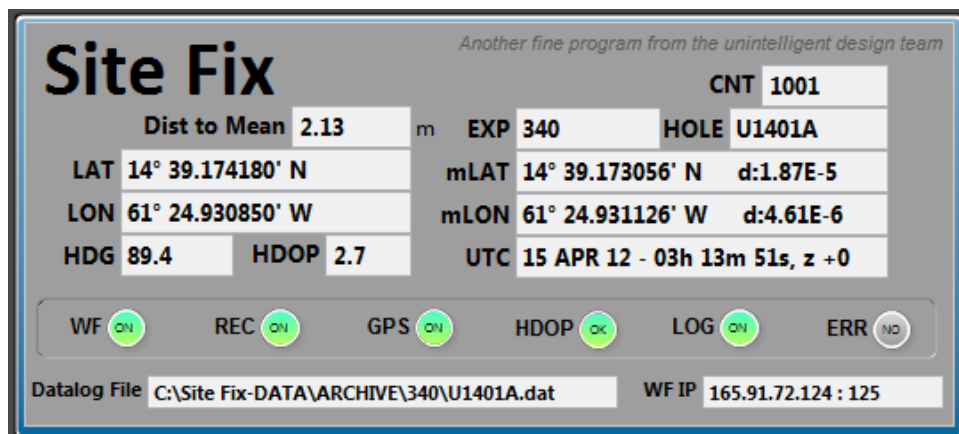 Another fine program from the unintelligent design team
Site Fix
CNT 1001
Dist to Mean 2.13 m EXP 340 HOLE U1401A
LAT 14° 39.174180' N mLAT 14° 39.173056' N d:1.87E-5
LON 61° 24.930850' W mLON 61° 24.931126' W d:4.61E-6
HDG 89.4 HDOP 2.7 UTC 15 APR 12 - 03h 13m 51s, z +0
WF ON REC ON GPS ON HDOP OK LOG ON ERR NO
Datalog File C:\Site Fix-DATA\ARCHIVE\340\U1401A.dat WF IP 165.91.72.124 : 125